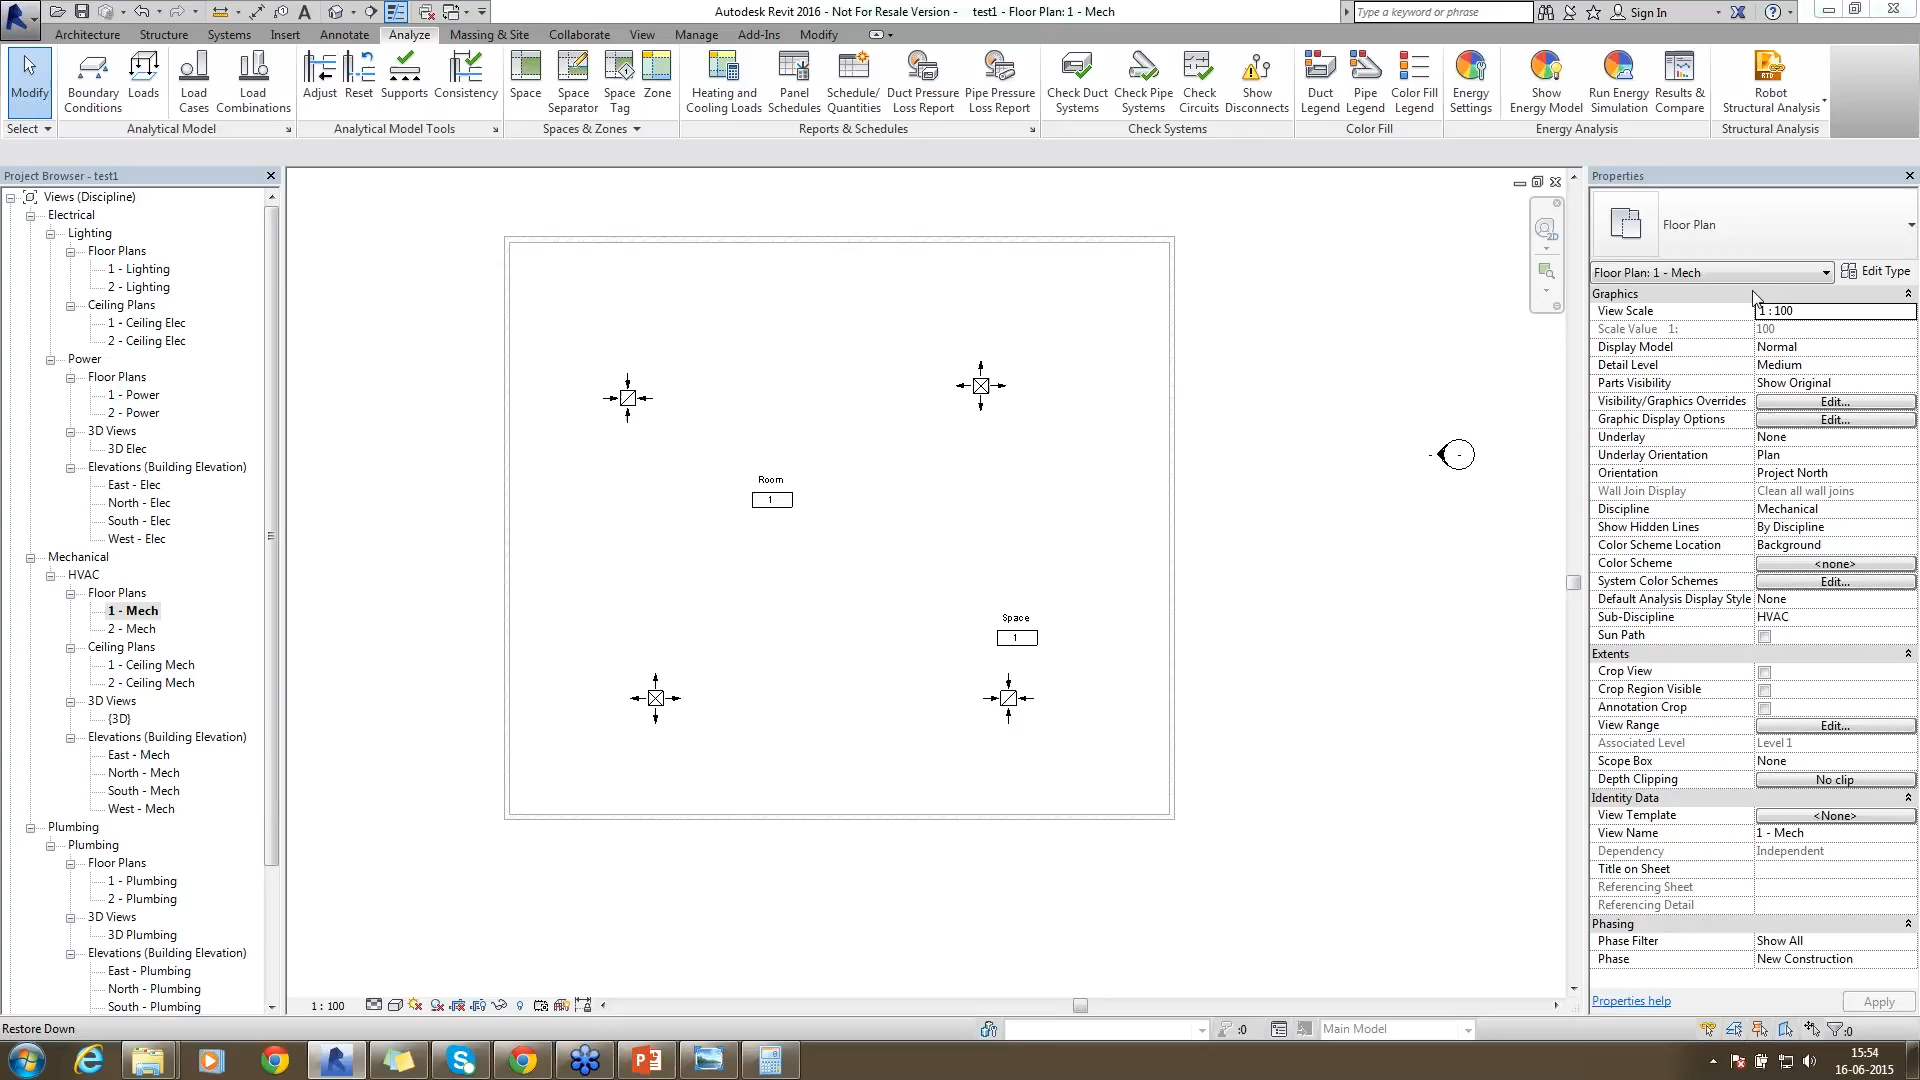 Autodesk Revit 2016 - Not For Resale Version - test1 - Floor Plan: 1 - Mech
Type a keyword or phrase
Sign In
Architecture Structure Systems Insert Annotate Analyze Massing & Site Collaborate View Manage Add-Ins Modify
Modify
Boundary Conditions
Loads
Load Cases
Load Combinations
Adjust
Reset
Supports
Consistency
Space
Space Separator
Space Tag
Zone
Heating and Cooling Loads
Panel Schedules
Schedule/ Quantities
Duct Pressure Loss Report
Pipe Pressure Loss Report
Check Duct Systems
Check Pipe Systems
Check Circuits
Show Disconnects
Duct Legend
Pipe Legend
Color Fill Legend
Energy Settings
Show Energy Model
Run Energy Simulation
Results & Compare
RTD
Robot Structural Analysis
Select
Analytical Model
Analytical Model Tools
Spaces & Zones
Reports & Schedules
Check Systems
Color Fill
Energy Analysis
Structural Analysis
Project Browser - test1
Views (Discipline)
Electrical
Lighting
Floor Plans
1 - Lighting
2 - Lighting
Ceiling Plans
1 - Ceiling Elec
2 - Ceiling Elec
Power
Floor Plans
1 - Power
2 - Power
3D Views
3D Elec
Elevations (Building Elevation)
East - Elec
North - Elec
South - Elec
West - Elec
Mechanical
HVAC
Floor Plans
1 - Mech
2 - Mech
Ceiling Plans
1 - Ceiling Mech
2 - Ceiling Mech
3D Views
{3D}
Elevations (Building Elevation)
East - Mech
North - Mech
South - Mech
West - Mech
Plumbing
Plumbing
Floor Plans
1 - Plumbing
2 - Plumbing
3D Views
3D Plumbing
Elevations (Building Elevation)
East - Plumbing
North - Plumbing
South - Plumbing
Room
1
Space
1
2D
1 : 100
Properties
Floor Plan
Floor Plan: 1 - Mech
Edit Type
Graphics
View Scale 1 : 100
Scale Value 1: 100
Display Model Normal
Detail Level Medium
Parts Visibility Show Original
Visibility/Graphics Overrides Edit...
Graphic Display Options Edit...
Underlay None
Underlay Orientation Plan
Orientation Project North
Wall Join Display Clean all wall joins
Discipline Mechanical
Show Hidden Lines By Discipline
Color Scheme Location Background
Color Scheme <none>
System Color Schemes Edit...
Default Analysis Display Style None
Sub-Discipline HVAC
Sun Path
Extents
Crop View
Crop Region Visible
Annotation Crop
View Range Edit...
Associated Level Level 1
Scope Box None
Depth Clipping No clip
Identity Data
View Template <None>
View Name 1 - Mech
Dependency Independent
Title on Sheet
Referencing Sheet
Referencing Detail
Phasing
Phase Filter Show All
Phase New Construction
Properties help
Apply
Restore Down
:0
Main Model
:0
15:54
16-06-2015